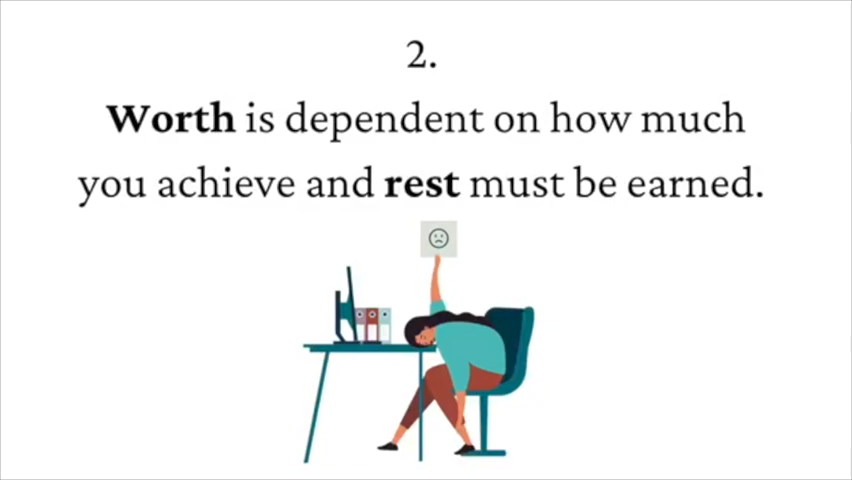 2.
Worth is dependent on how much
you achieve and rest must be earned.